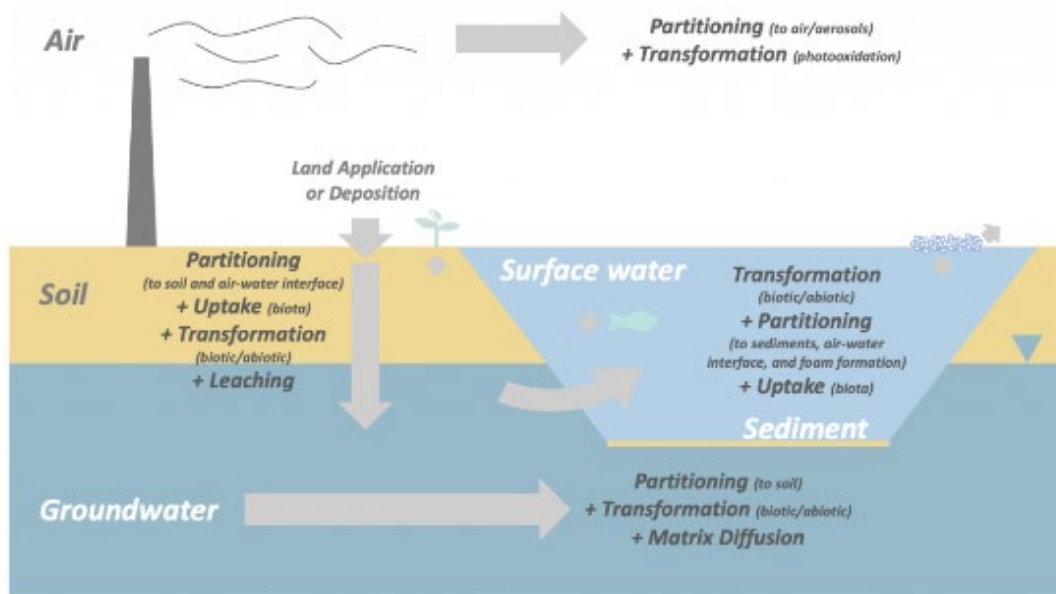 Air
Partitioning (to air/aerosols)
+ Transformation (photooxidation)
Land Application
or Deposition
Soil
Partitioning
(to soil and air-water interface)
+ Uptake (biota)
+ Transformation
(biotic/abiotic)
+ Leaching
Surface water
Transformation
(biotic/abiotic)
+ Partitioning
(to sediments, air-water
interface, and foam formation)
+ Uptake (biota)
Sediment
Groundwater
Partitioning (to soil)
+ Transformation (biotic/abiotic)
+ Matrix Diffusion